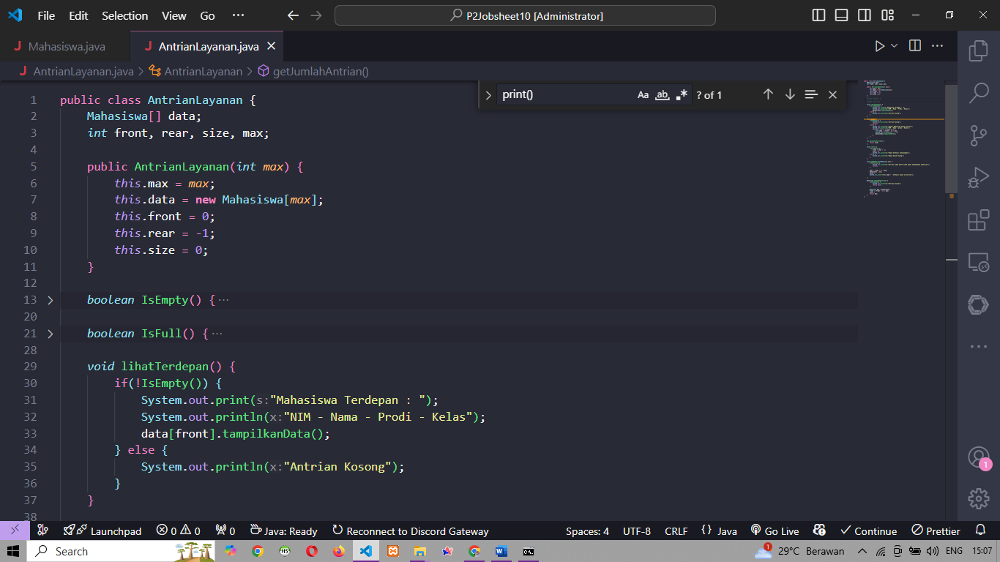 File Edit Selection View Go ··· P2Jobsheet10 [Administrator]
Mahasiswa.java AntrianLayanan.java
AntrianLayanan.java > AntrianLayanan > getJumlahAntrian()
print() Aa ab .* ? of 1
1 public class AntrianLayanan {
2 Mahasiswa[] data;
3 int front, rear, size, max;
4
5 public AntrianLayanan(int max) {
6 this.max = max;
7 this.data = new Mahasiswa[max];
8 this.front = 0;
9 this.rear = -1;
10 this.size = 0;
11 }
12
13 boolean IsEmpty() { ···
20
21 boolean IsFull() { ···
28
29 void lihatTerdepan() {
30 if(!IsEmpty()) {
31 System.out.print(s:"Mahasiswa Terdepan : ");
32 System.out.println(x:"NIM - Nama - Prodi - Kelas");
33 data[front].tampilkanData();
34 } else {
35 System.out.println(x:"Antrian Kosong");
36 }
37 }
38
1
Launchpad 0 0 0 Java: Ready Reconnect to Discord Gateway Spaces: 4 UTF-8 CRLF {} Java Go Live Continue Prettier
Search HS 1 29°C Berawan ENG 15:07